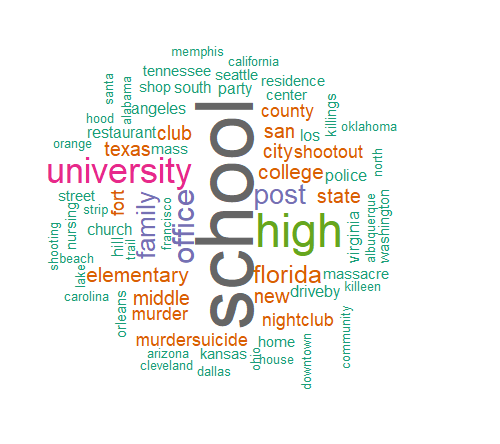 memphis
california
tennessee
seattle
santa
alabama
shop
south
party
residence
center
angeles
county
killings
hood
restaurant
club
san
los
oklahoma
orange
texas
mass
city
shootout
north
university
college
police
street
strip
fort
family
office
school
post
state
nursing
church
francisco
high
virginia
albuquerque
washington
shooting
hill
trail
beach
lake
elementary
florida
massacre
carolina
middle
new
driveby
killeen
orleans
murder
nightclub
community
murdersuicide
home
arizona
kansas
ohio
house
downtown
cleveland
dallas